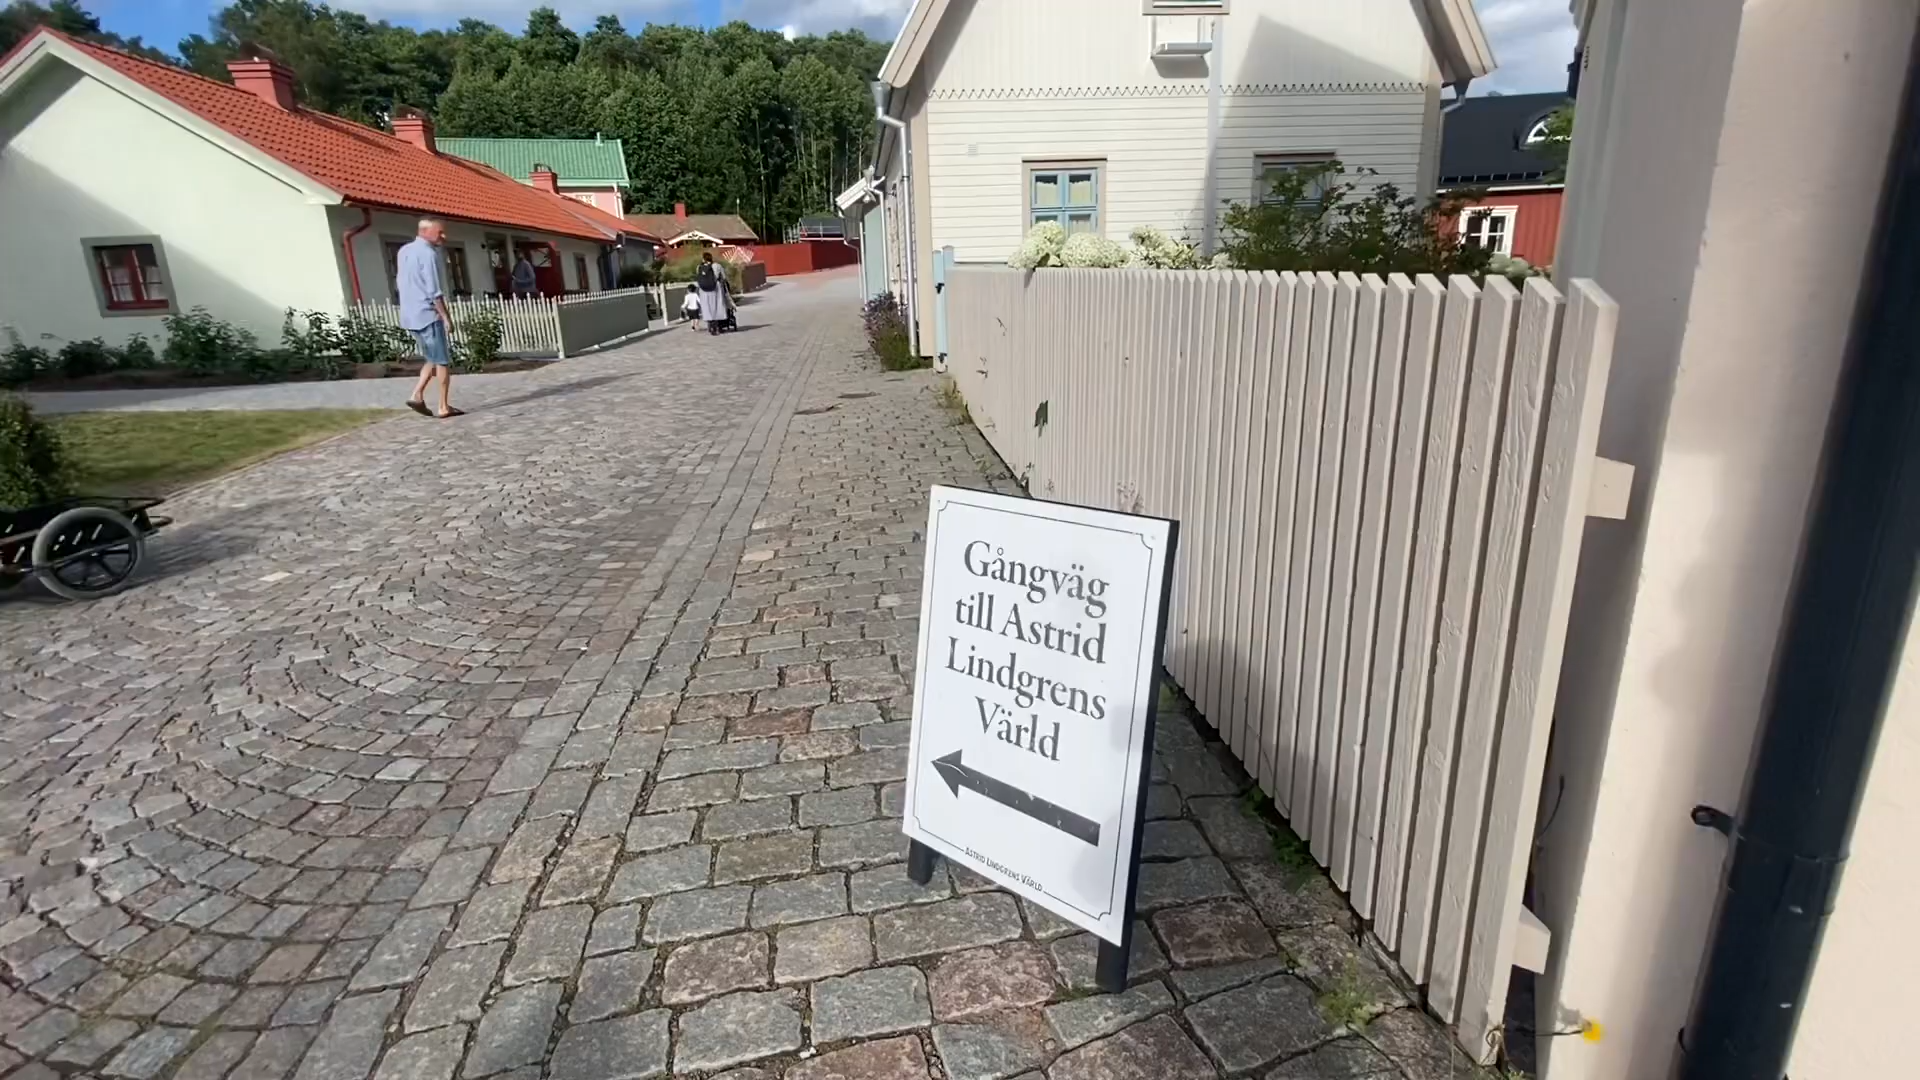 Gångväg
till Astrid
Lindgrens
Värld
ASTRID LINDGRENS VÄRLD